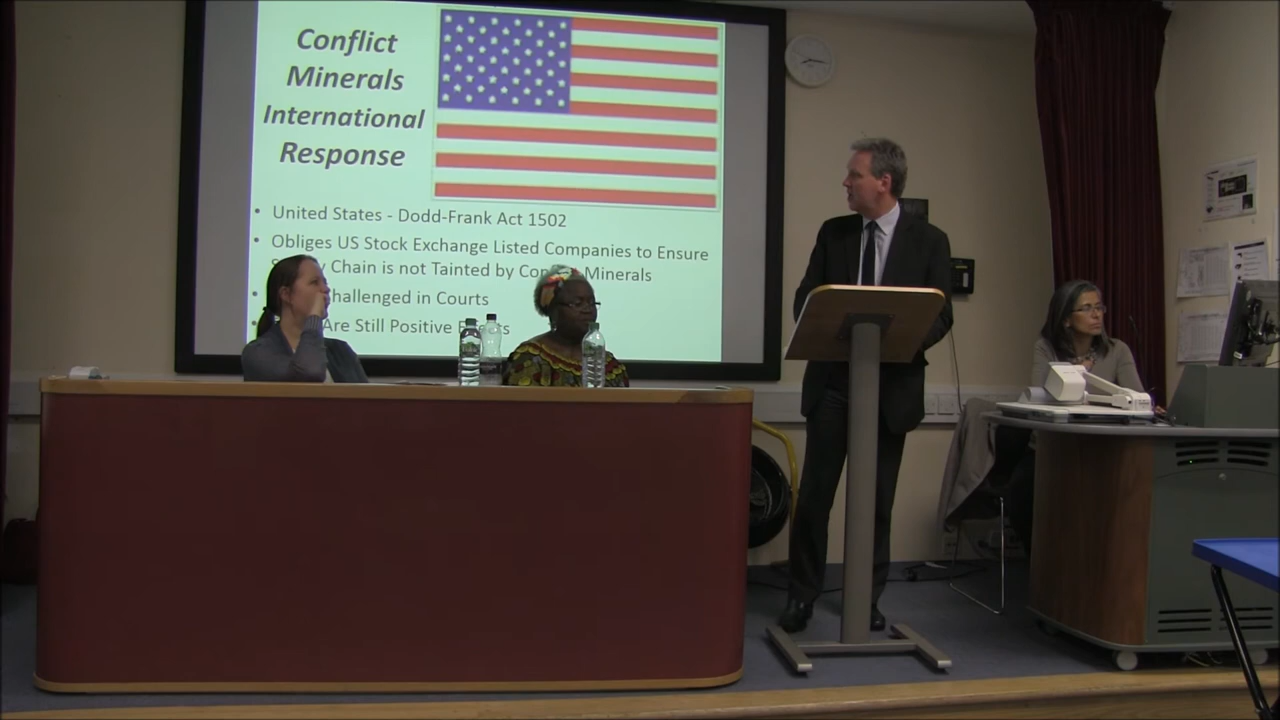 Conflict
Minerals
International
Response
• United States - Dodd-Frank Act 1502
• Obliges US Stock Exchange Listed Companies to Ensure
Chain is not Tainted by Minerals
Challenged in Courts
Are Still Positive